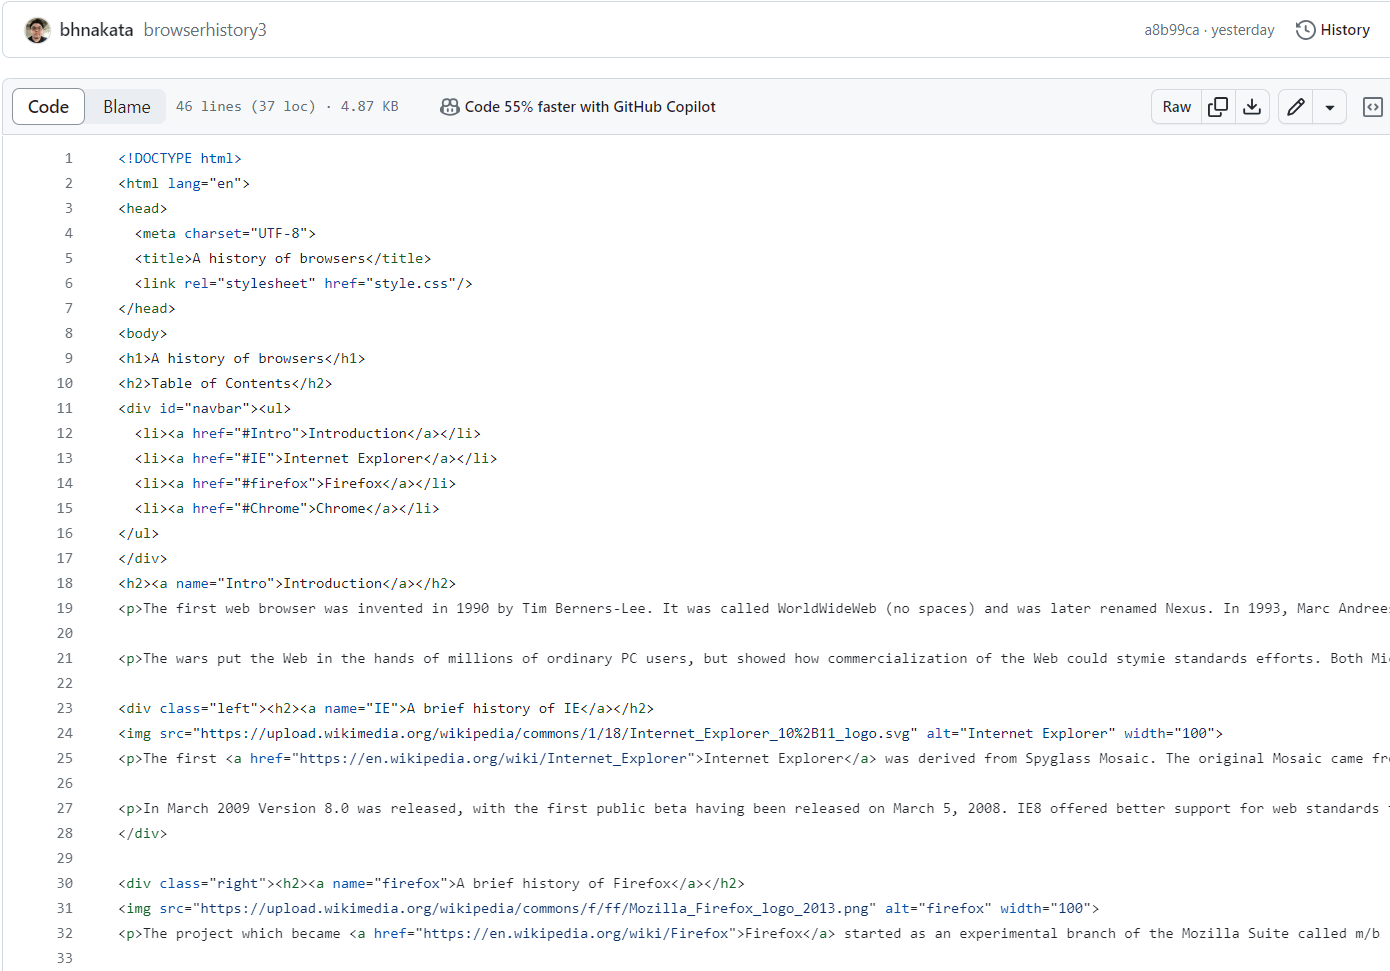 bhnakata browserhistory3 a8b99ca · yesterday History
Code Blame 46 lines (37 loc) · 4.87 KB Code 55% faster with GitHub Copilot Raw
1 <!DOCTYPE html>
2 <html lang="en">
3 <head>
4 <meta charset="UTF-8">
5 <title>A history of browsers</title>
6 <link rel="stylesheet" href="style.css"/>
7 </head>
8 <body>
9 <h1>A history of browsers</h1>
10 <h2>Table of Contents</h2>
11 <div id="navbar"><ul>
12 <li><a href="#Intro">Introduction</a></li>
13 <li><a href="#IE">Internet Explorer</a></li>
14 <li><a href="#firefox">Firefox</a></li>
15 <li><a href="#Chrome">Chrome</a></li>
16 </ul>
17 </div>
18 <h2><a name="Intro">Introduction</a></h2>
19 <p>The first web browser was invented in 1990 by Tim Berners-Lee. It was called WorldWideWeb (no spaces) and was later renamed Nexus. In 1993, Marc
20
21 <p>The wars put the Web in the hands of millions of ordinary PC users, but showed how commercialization of the Web could stymie standards efforts. Both
22
23 <div class="left"><h2><a name="IE">A brief history of IE</a></h2>
24 <img src="https://upload.wikimedia.org/wikipedia/commons/1/18/Internet_Explorer_10%2B11_logo.svg" alt="Internet Explorer" width="100">
25 <p>The first <a href="https://en.wikipedia.org/wiki/Internet_Explorer">Internet Explorer</a> was derived from Spyglass Mosaic. The original Mosaic came
26
27 <p>In March 2009 Version 8.0 was released, with the first public beta having been released on March 5, 2008. IE8 offered better support for web standards
28 </div>
29
30 <div class="right"><h2><a name="firefox">A brief history of Firefox</a></h2>
31 <img src="https://upload.wikimedia.org/wikipedia/commons/f/ff/Mozilla_Firefox_logo_2013.png" alt="firefox" width="100">
32 <p>The project which became <a href="https://en.wikipedia.org/wiki/Firefox">Firefox</a> started as an experimental branch of the Mozilla Suite called m/b
33